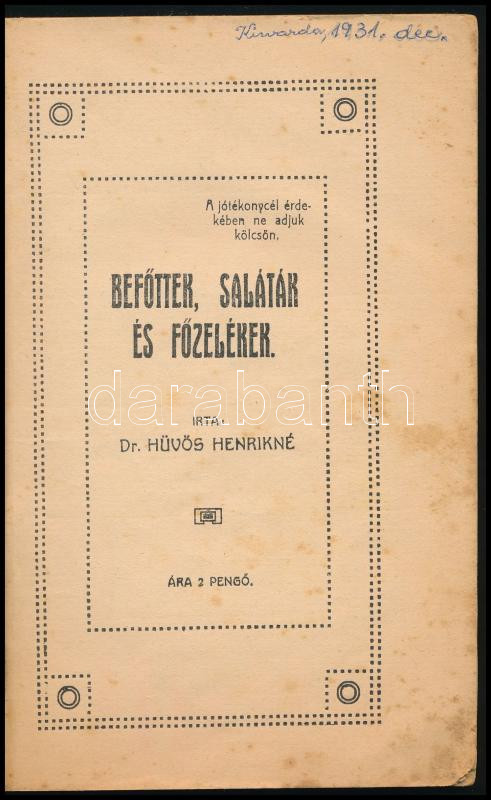 Kisvarda, 1931. dec.
A jótékonycél érde-
kében ne adjuk
kölcsön.
BEFŐTTEK, SALÁTÁK
ÉS FŐZELÉKEK.
darabanth
IRTA:
Dr. HÜVÖS HENRIKNÉ
ÁRA 2 PENGŐ.